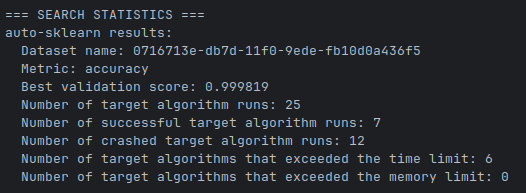 === SEARCH STATISTICS ===
auto-sklearn results:
Dataset name: 0716713e-db7d-11f0-9ede-fb10d0a436f5
Metric: accuracy
Best validation score: 0.999819
Number of target algorithm runs: 25
Number of successful target algorithm runs: 7
Number of crashed target algorithm runs: 12
Number of target algorithms that exceeded the time limit: 6
Number of target algorithms that exceeded the memory limit: 0